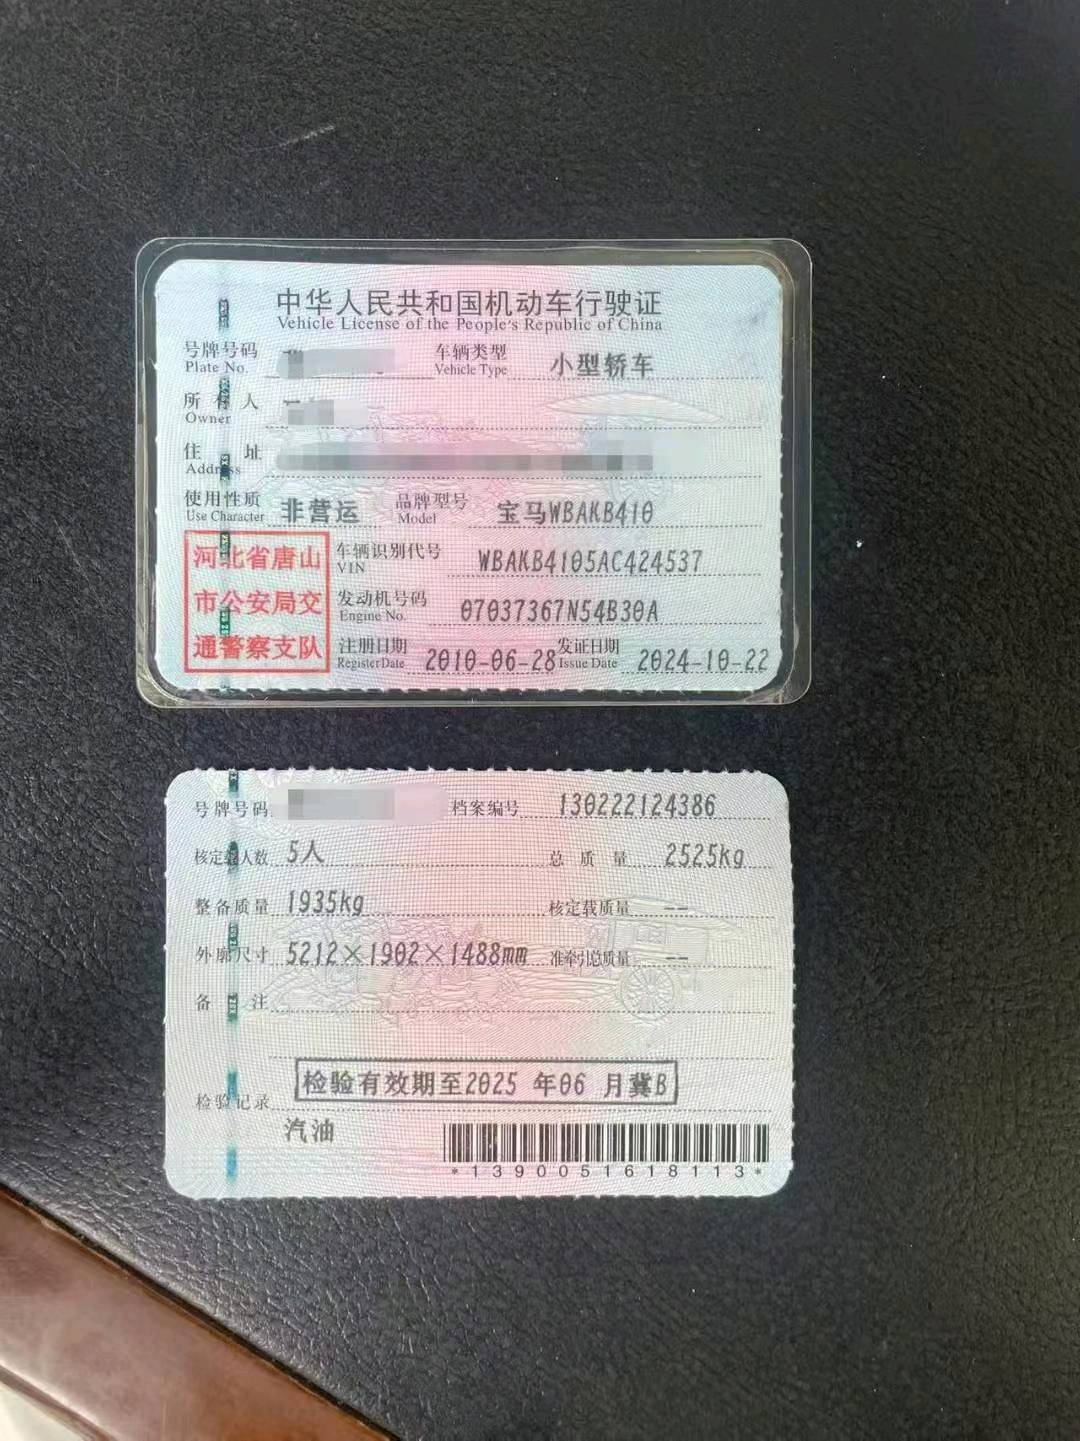 中华人民共和国机动车行驶证
Vehicle License of the People's Republic of China
号牌号码 车辆类型 小型轿车
Plate No. Vehicle Type
所有人
Owner
住址
Address
使用性质 非营运 品牌型号 宝马WBAKB410
Use Character Model
河北省唐山
市公安局交
通警察支队
车辆识别代号 WBAKB4105AC424537
VIN
发动机号码 07037367N54B30A
Engine No.
注册日期 2010-06-28 发证日期 2024-10-22
Register Date Issue Date
号牌号码 档案编号 130222124386
核定载人数 5人 总质量 2525kg
整备质量 1935kg 核定载质量 --
外廓尺寸 5212×1902×1488mm 准牵引总质量 --
备注
检验有效期至2025 年06 月冀B
检验记录
汽油
*1390051618113*